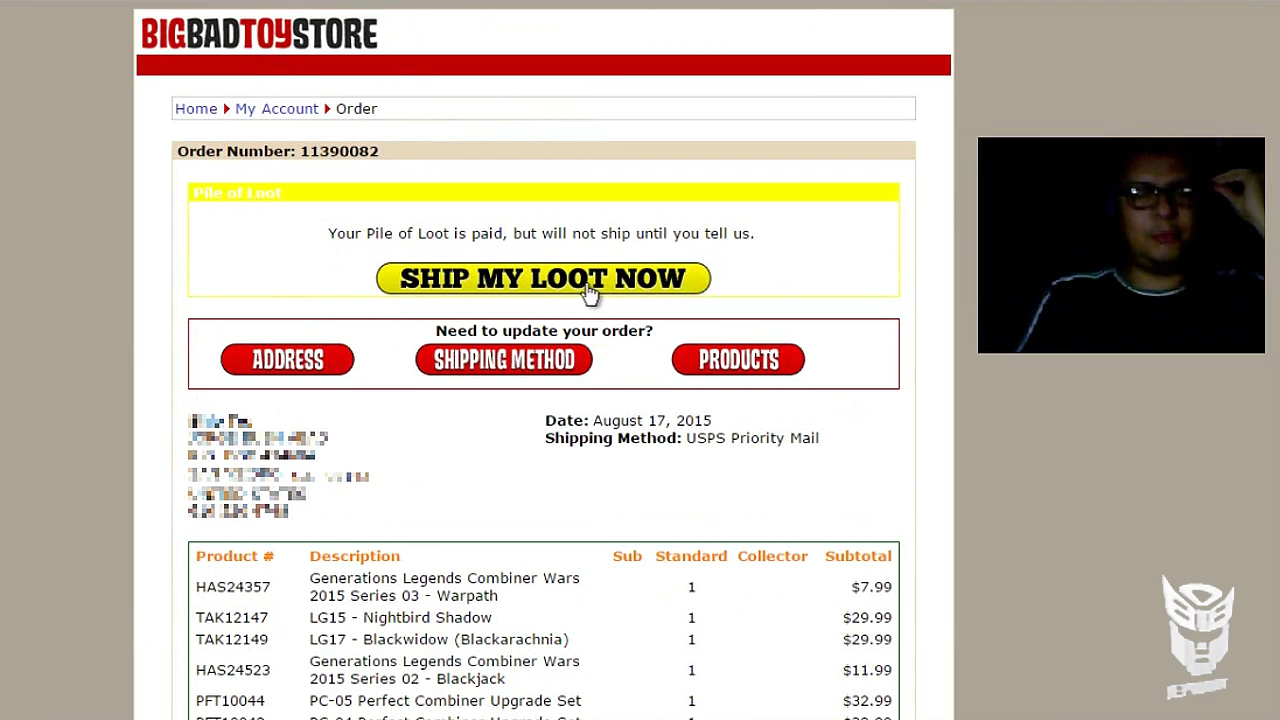 BIGBADTOYSTORE
Home My Account Order
Order Number: 11390082
Pile of Loot
Your Pile of Loot is paid, but will not ship until you tell us.
SHIP MY LOOT NOW
Need to update your order?
ADDRESS SHIPPING METHOD PRODUCTS
Date: August 17, 2015
Shipping Method: USPS Priority Mail
Product # Description Sub Standard Collector Subtotal
HAS24357 Generations Legends Combiner Wars 2015 Series 03 - Warpath 1 $7.99
TAK12147 LG15 - Nightbird Shadow 1 $29.99
TAK12149 LG17 - Blackwidow (Blackarachnia) 1 $29.99
HAS24523 Generations Legends Combiner Wars 2015 Series 02 - Blackjack 1 $11.99
PFT10044 PC-05 Perfect Combiner Upgrade Set 1 $32.99